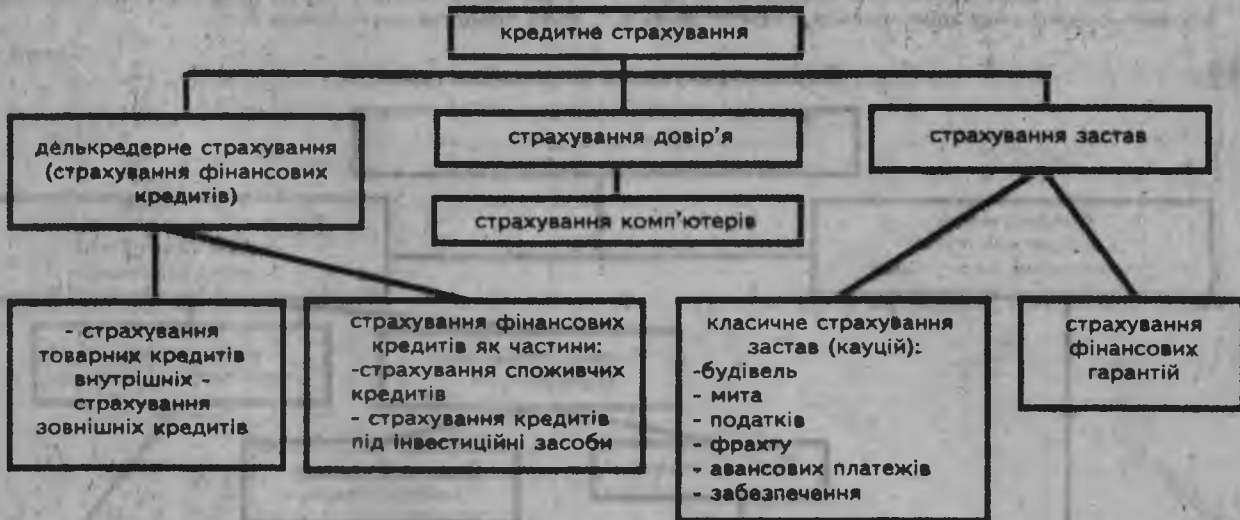 кредитне страхування
делькредерне страхування
(страхування фінансових
кредитів)
страхування довір'я
страхування застав
страхування комп'ютерів
- страхування
товарних кредитів
внутрішніх -
страхування
зовнішніх кредитів
страхування фінансових
кредитів як частини:
-страхування споживчих
кредитів
- страхування кредитів
під інвестиційні засоби
класичне страхування
застав (кауцій):
-будівель
- мита
- податків
- фрахту
- авансових платежів
- забезпечення
страхування
фінансових
гарантій